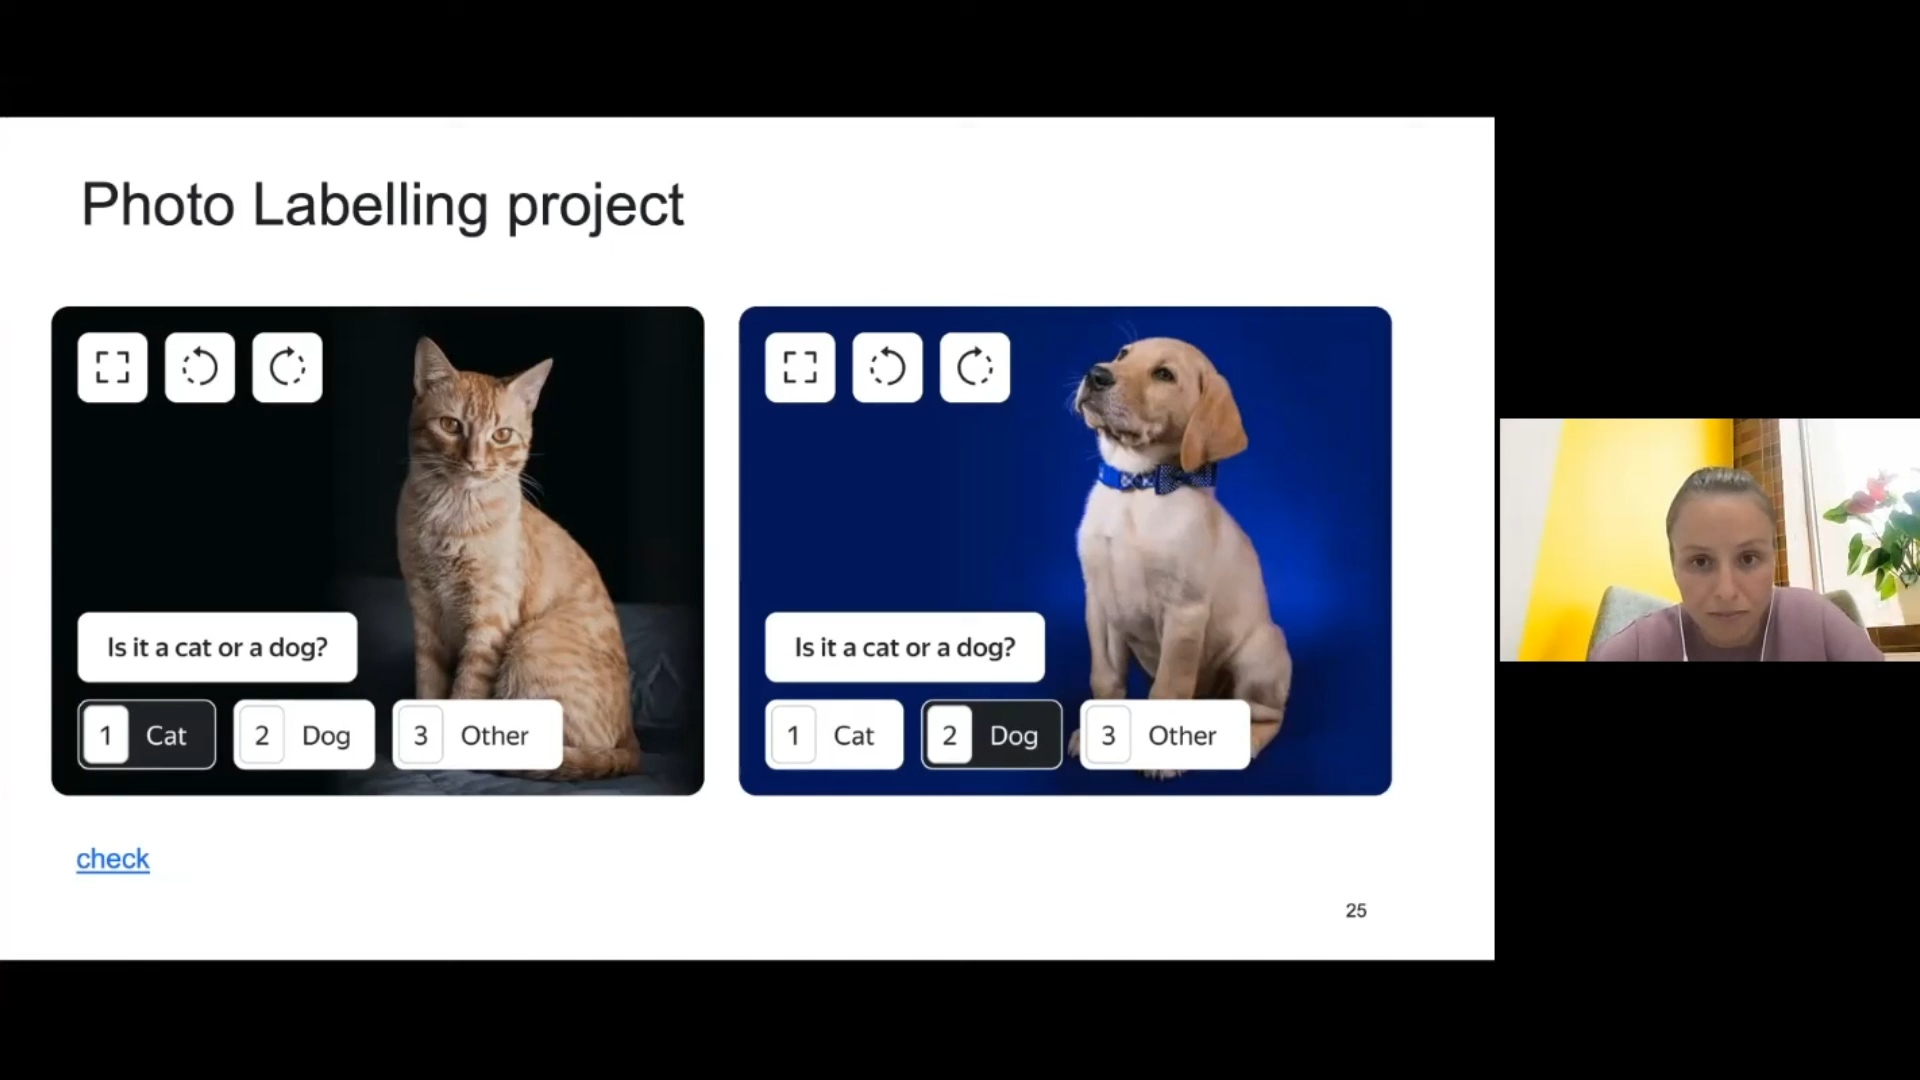 Photo Labelling project
Is it a cat or a dog?
1 Cat 2 Dog 3 Other
Is it a cat or a dog?
1 Cat 2 Dog 3 Other
check
25